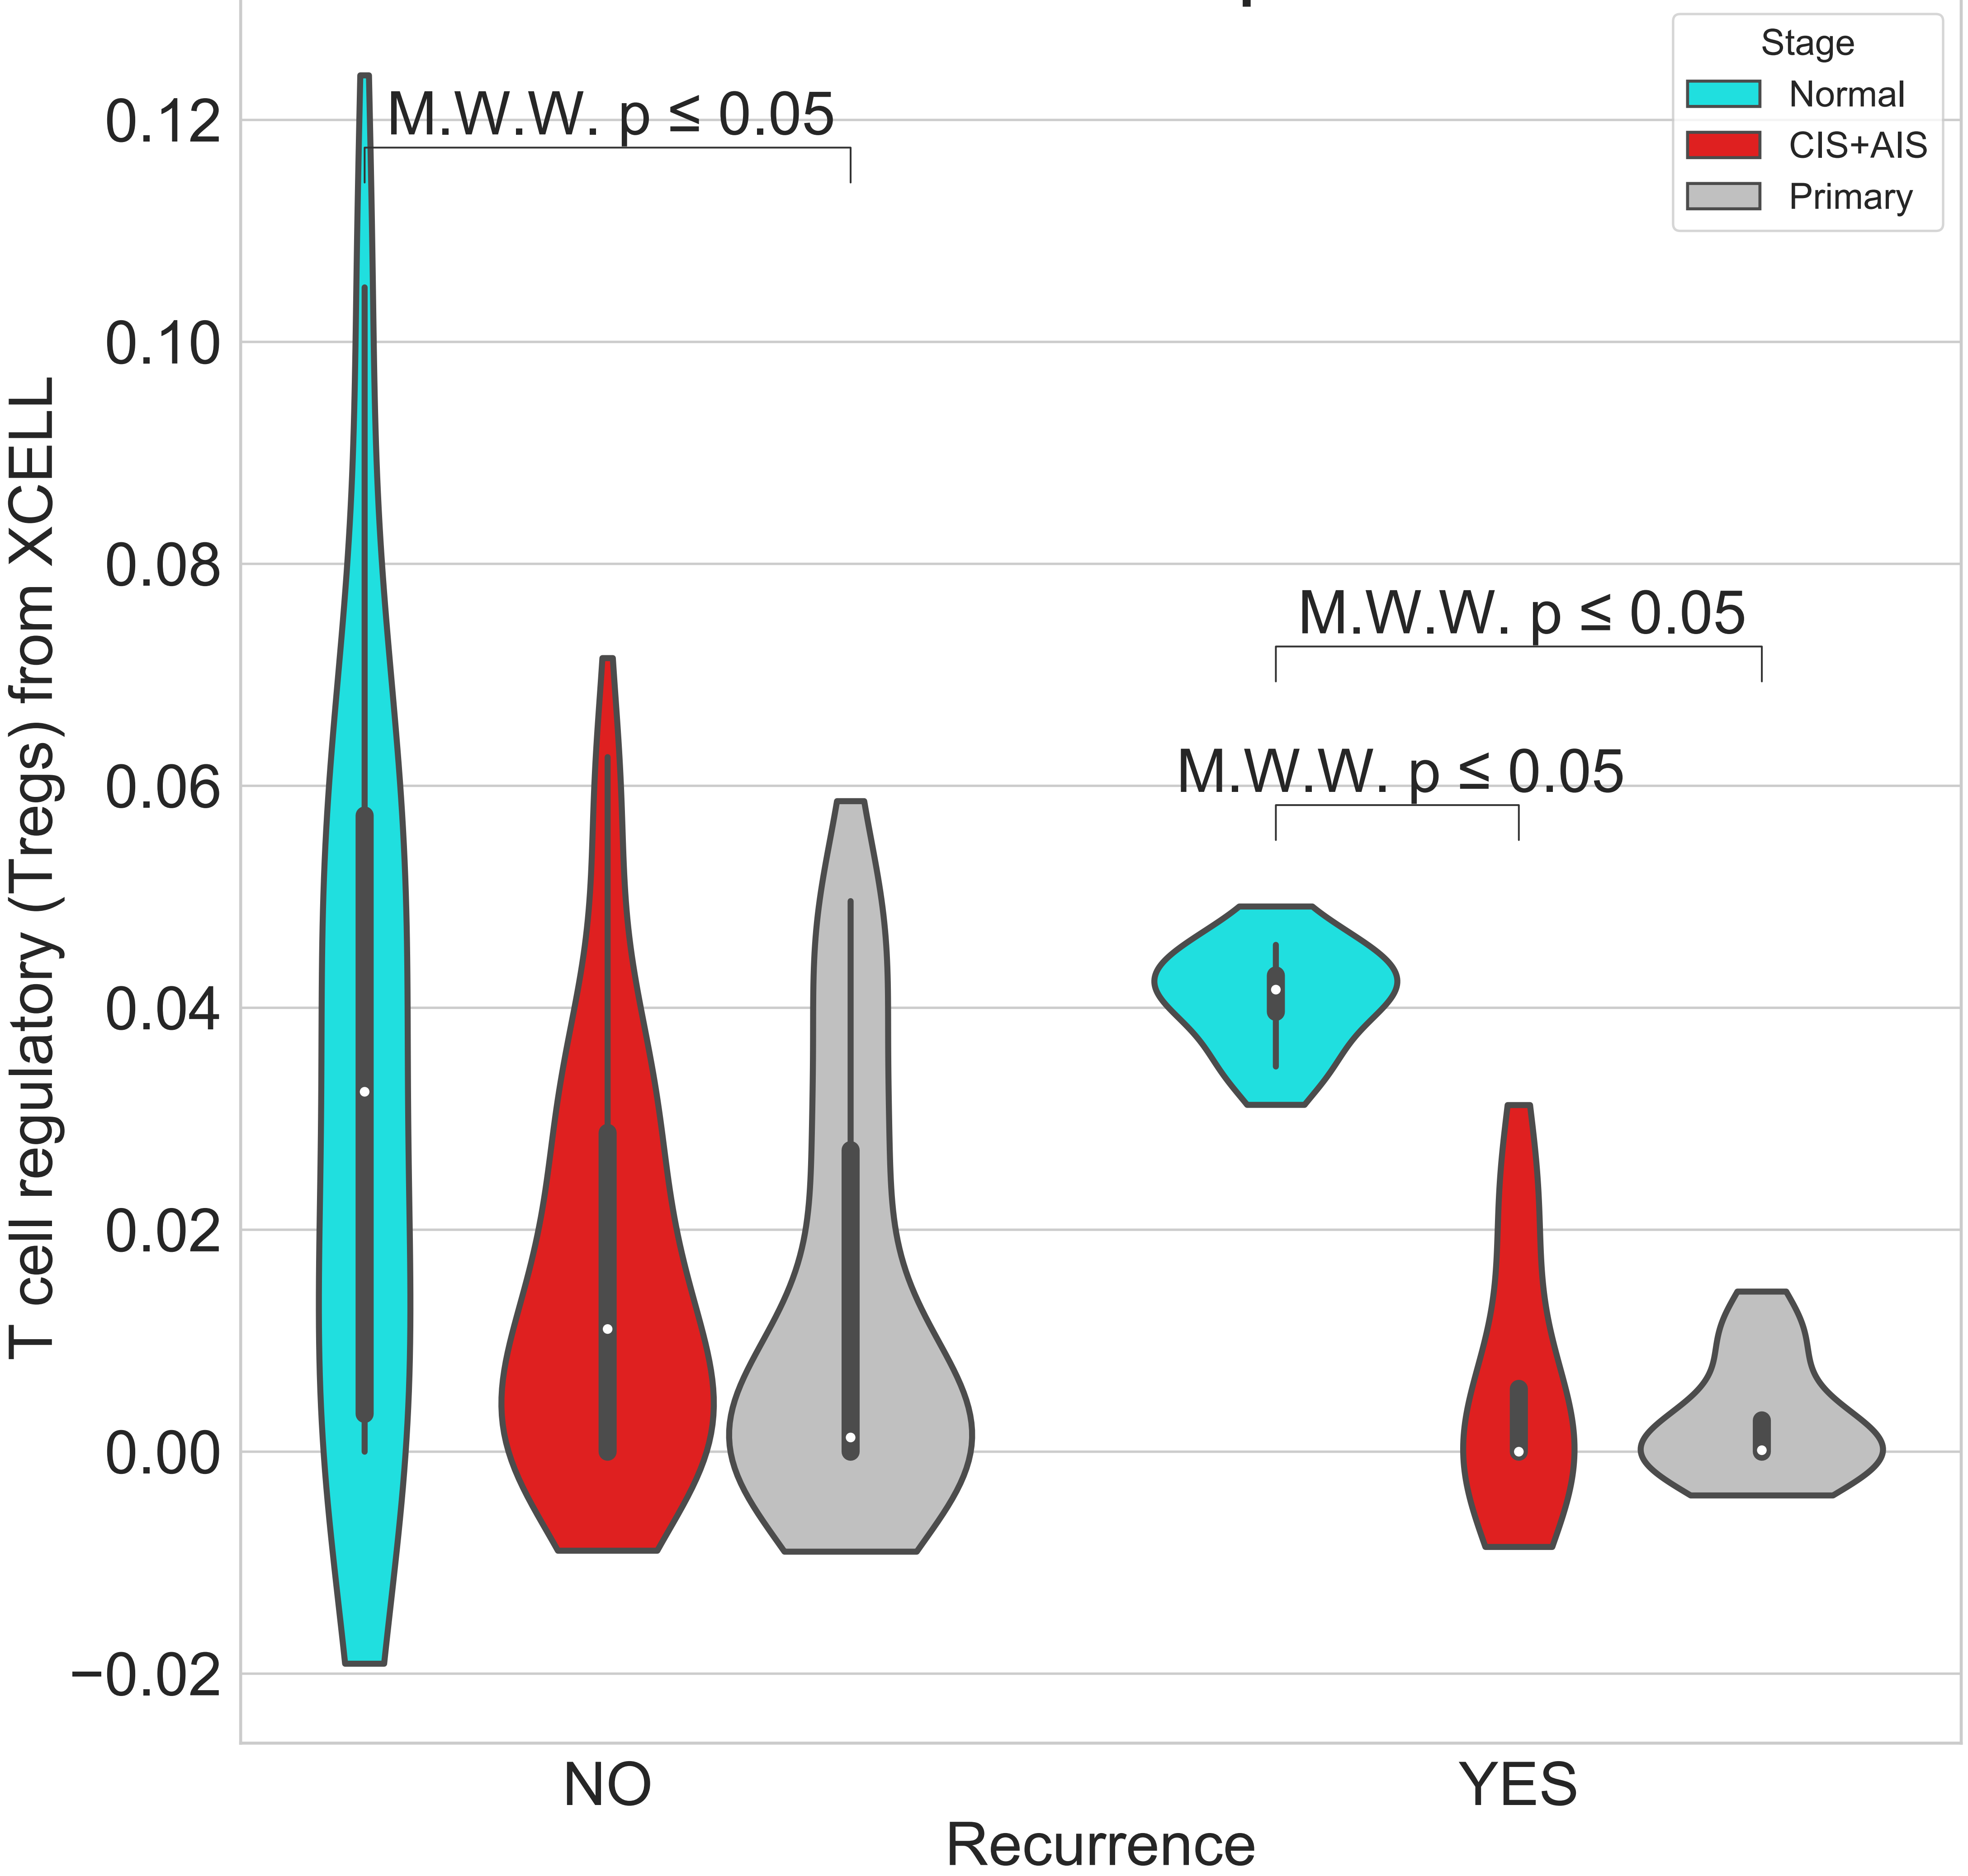 Stage
Normal
CIS+AIS
Primary
M.W.W. p ≤ 0.05
M.W.W. p ≤ 0.05
M.W.W. p ≤ 0.05
0.12
0.10
0.08
0.06
0.04
0.02
0.00
−0.02
T cell regulatory (Tregs) from XCELL
NO
YES
Recurrence